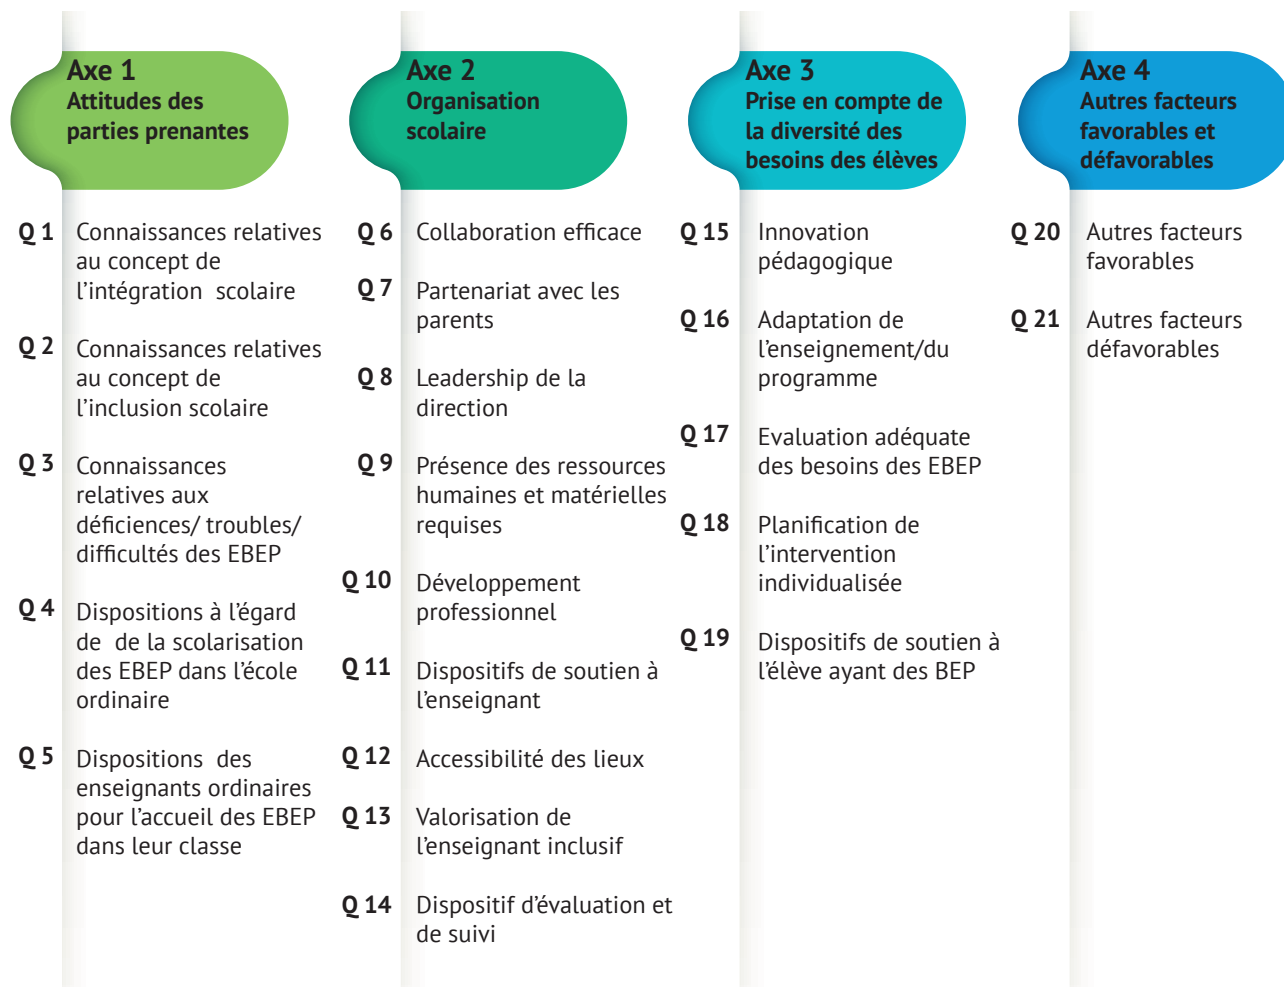 Axe 1
Attitudes des
parties prenantes
Q 1 Connaissances relatives
au concept de
l’intégration  scolaire
Q 2 Connaissances relatives
au concept de
l’inclusion scolaire
Q 3 Connaissances
relatives aux
déficiences/ troubles/
difficultés des EBEP
Q 4 Dispositions à l’égard
de  de la scolarisation
des EBEP dans l’école
ordinaire
Q 5 Dispositions  des
enseignants ordinaires
pour l’accueil des EBEP
dans leur classe
Axe 2
Organisation
scolaire
Q 6 Collaboration efficace
Q 7 Partenariat avec les
parents
Q 8 Leadership de la
direction
Q 9 Présence des ressources
humaines et matérielles
requises
Q 10 Développement
professionnel
Q 11 Dispositifs de soutien à
l’enseignant
Q 12 Accessibilité des lieux
Q 13 Valorisation de
l’enseignant inclusif
Q 14 Dispositif d’évaluation et
de suivi
Axe 3
Prise en compte de
la diversité des
besoins des élèves
Q 15 Innovation
pédagogique
Q 16 Adaptation de
l’enseignement/du
programme
Q 17 Evaluation adéquate
des besoins des EBEP
Q 18 Planification de
l’intervention
individualisée
Q 19 Dispositifs de soutien à
l’élève ayant des BEP
Axe 4
Autres facteurs
favorables et
défavorables
Q 20 Autres facteurs
favorables
Q 21 Autres facteurs
défavorables